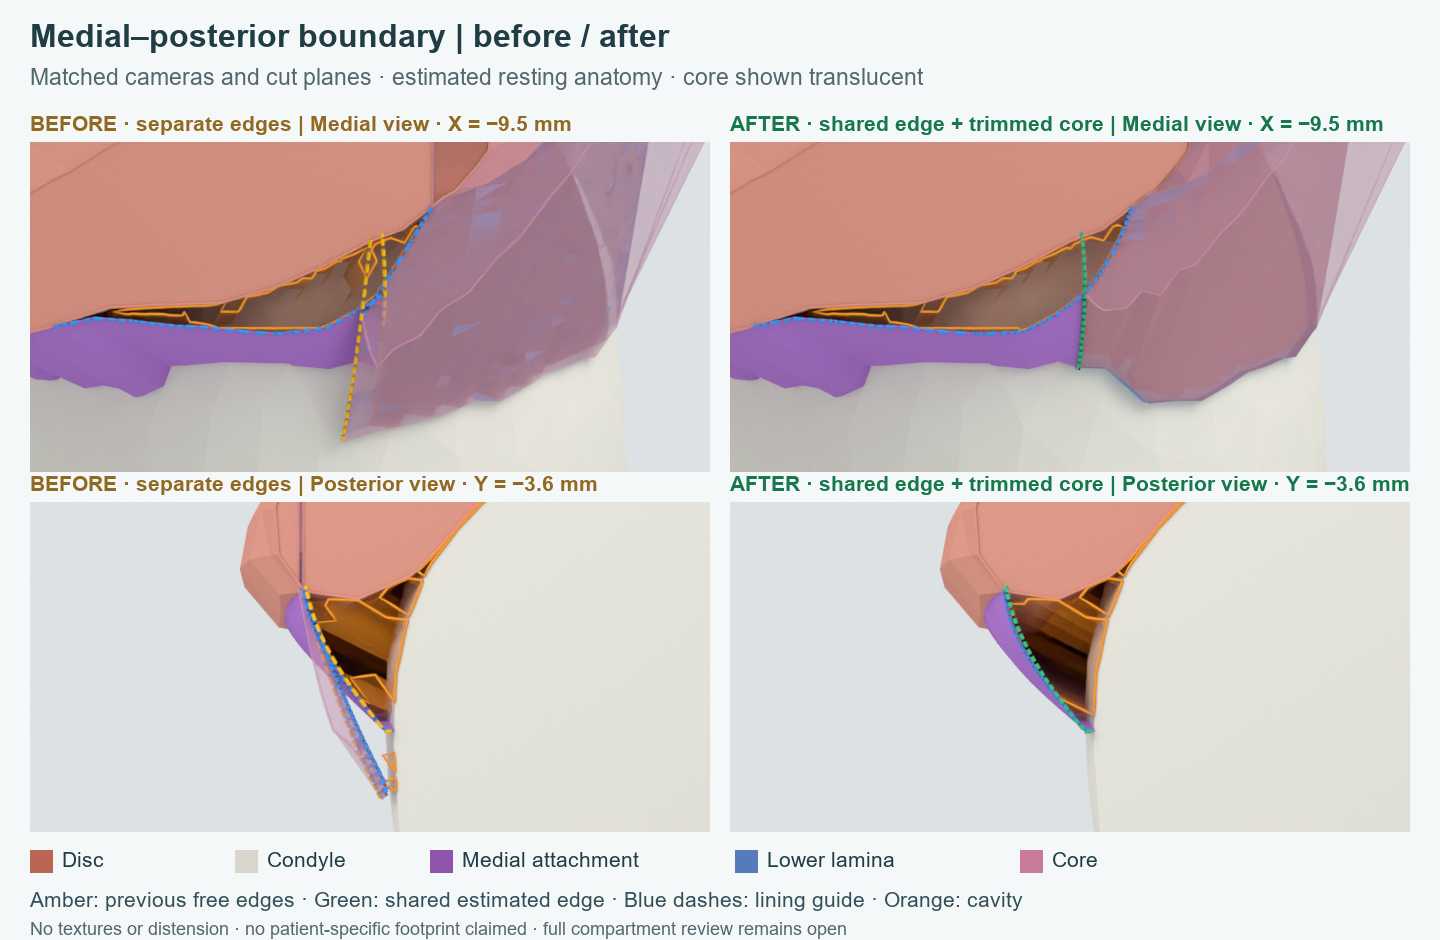 Medial–posterior boundary | before / after
Matched cameras and cut planes · estimated resting anatomy · core shown translucent
BEFORE · separate edges | Medial view · X = −9.5 mm
AFTER · shared edge + trimmed core | Medial view · X = −9.5 mm
BEFORE · separate edges | Posterior view · Y = −3.6 mm
AFTER · shared edge + trimmed core | Posterior view · Y = −3.6 mm
Disc
Condyle
Medial attachment
Lower lamina
Core
Amber: previous free edges · Green: shared estimated edge · Blue dashes: lining guide · Orange: cavity
No textures or distension · no patient-specific footprint claimed · full compartment review remains open